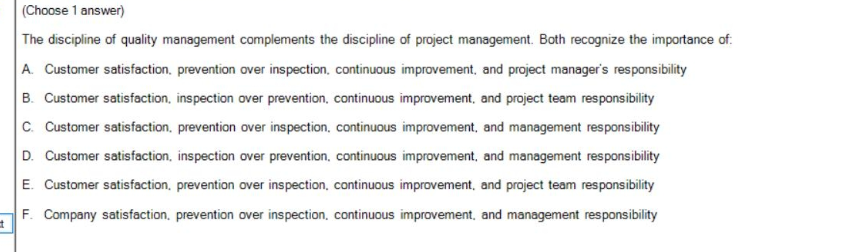 (Choose 1 answer)
The discipline of quality management complements the discipline of project management. Both recognize the importance of:
A. Customer satisfaction, prevention over inspection, continuous improvement, and project manager's responsibility
B. Customer satisfaction, inspection over prevention, continuous improvement, and project team responsibility
C. Customer satisfaction, prevention over inspection, continuous improvement, and management responsibility
D. Customer satisfaction, inspection over prevention, continuous improvement, and management responsibility
E. Customer satisfaction, prevention over inspection, continuous improvement, and project team responsibility
F. Company satisfaction, prevention over inspection, continuous improvement, and management responsibility